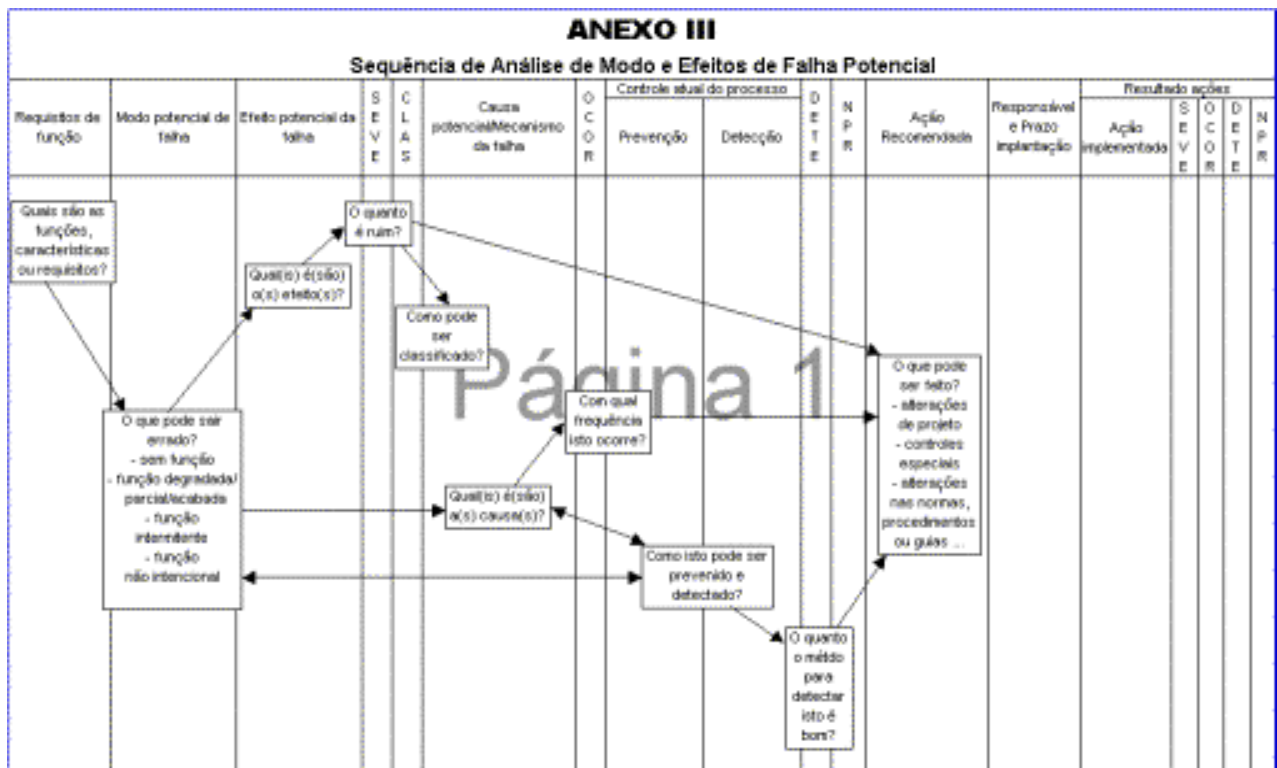 ANEXO III
Sequência de Análise de Modo e Efeitos de Falha Potencial
Requisitos de
função
Modo potencial de
falha
Efeito potencial da
falha
S
E
V
E
C
L
A
S
Causa
potencial/Mecanismo
da falha
O
C
O
R
Controle atual do processo
Prevenção
Detecção
D
E
T
E
N
P
R
Ação
Recomendada
Responsável
e Prazo
implantação
Resultado ações
Ação
implementada
S
E
V
E
O
C
O
R
D
E
T
E
N
P
R
Quais são as
funções,
características
ou requisitos?
O quanto
é ruim?
Qual(is) é(são)
o(s) efeito(s)?
Como pode
ser
classificado?
Página 1
O que pode sair
errado?
- sem função
- função degradada/
parcial/acabada
- função
intermitente
- função
não intencional
Com qual
frequência
isto ocorre?
Qual(is) é(são)
a(s) causa(s)?
Como isto pode ser
prevenido e
detectado?
O quanto
o métdo
para
detectar
isto é
bom?
O que pode
ser feito?
- alterações
de projeto
- controles
especiais
- alterações
nas normas,
procedimentos
ou guias ...